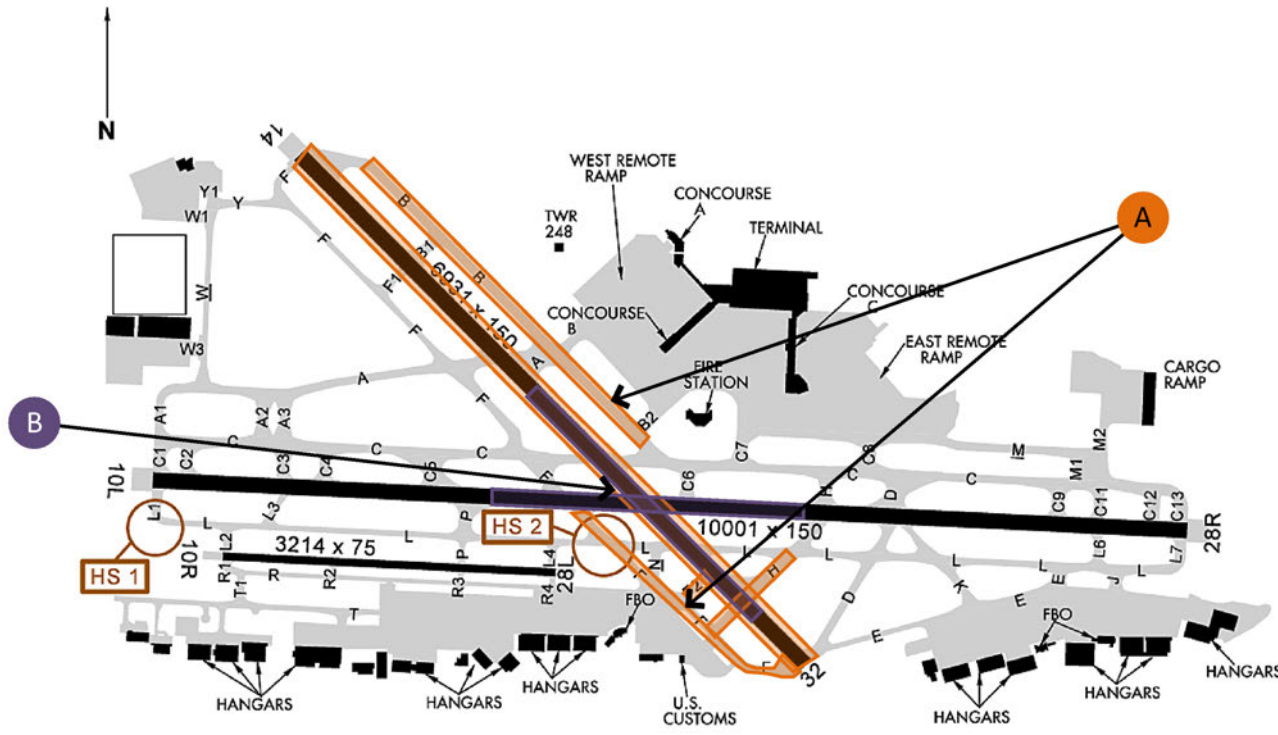 N
14
F
Y1
Y
W1
B
WEST REMOTE
RAMP
CONCOURSE
A
TWR
248
TERMINAL
A
F
B1
B
F1
6931 x 150
W
CONCOURSE
B
CONCOURSE
C
F
W3
A
EAST REMOTE
RAMP
FIRE
STATION
CARGO
RAMP
A
F
B
A1
A2
A3
B2
C
C
C
C7
C8
M
M2
C1
C2
C3
C4
C5
F
C6
H
C
D
C
M1
10L
C9
C11
C12
C13
L1
L3
P
HS 2
10001 x 150
28R
L
L
L
L
L
L
L6
L7
HS 1
10R
L2
3214 x 75
P
L4
N
H
R1
R
R2
R3
R4
28L
F
N
D
K
E
E
J
L
T1
T
FBO
F
E
FBO
F
32
HANGARS
HANGARS
HANGARS
HANGARS
U.S.
CUSTOMS
HANGARS
HANGARS
HANGARS